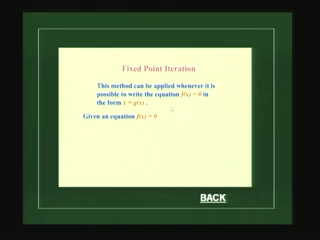 Fixed Point Iteration
This method can be applied whenever it is
possible to write the equation f(x) = 0 in
the form x = g(x) .
Given an equation f(x) = 0
BACK